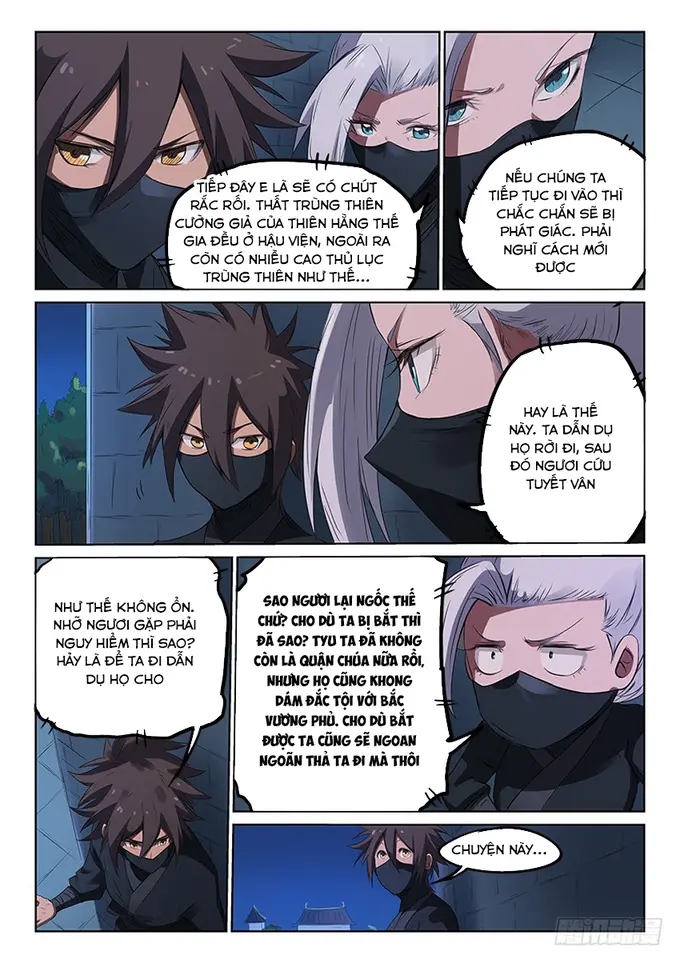 TIẾP ĐÂY E LÀ SẼ CÓ CHÚT
RẮC RỐI. THẤT TRÙNG THIÊN
CƯỜNG GIẢ CỦA THIÊN HẰNG THẾ
GIA ĐỀU Ở HẬU VIỆN, NGOÀI RA
CÒN CÓ NHIỀU CAO THỦ LỤC
TRÙNG THIÊN NHƯ THẾ...
NẾU CHÚNG TA
TIẾP TỤC ĐI VÀO THÌ
CHẮC CHẮN SẼ BỊ
PHÁT GIÁC. PHẢI
NGHĨ CÁCH MỚI
ĐƯỢC
HAY LÀ THẾ
NÀY. TA DẪN DỤ
HỌ RỜI ĐI, SAU
ĐÓ NGƯƠI CỨU
TUYẾT VÂN
NHƯ THẾ KHÔNG ỔN.
NHỠ NGƯƠI GẶP PHẢI
NGUY HIỂM THÌ SAO?
HÃY LÀ ĐỂ TA ĐI DẪN
DỤ HỌ CHO
SAO NGƯƠI LẠI NGỐC THẾ
CHỨ? CHO DÙ TA BỊ BẮT THÌ
ĐÃ SAO? TYU TA ĐÃ KHÔNG
CÒN LÀ QUẬN CHÚA NỮA RỒI,
NHƯNG HỌ CŨNG KHONG
DÁM ĐẮC TỘI VỚI BẮC
VƯƠNG PHỦ. CHO DÙ BẮT
ĐƯỢC TA CŨNG SẼ NGOAN
NGOÃN THẢ TA ĐI MÀ THÔI
CHUYỆN NÀY...